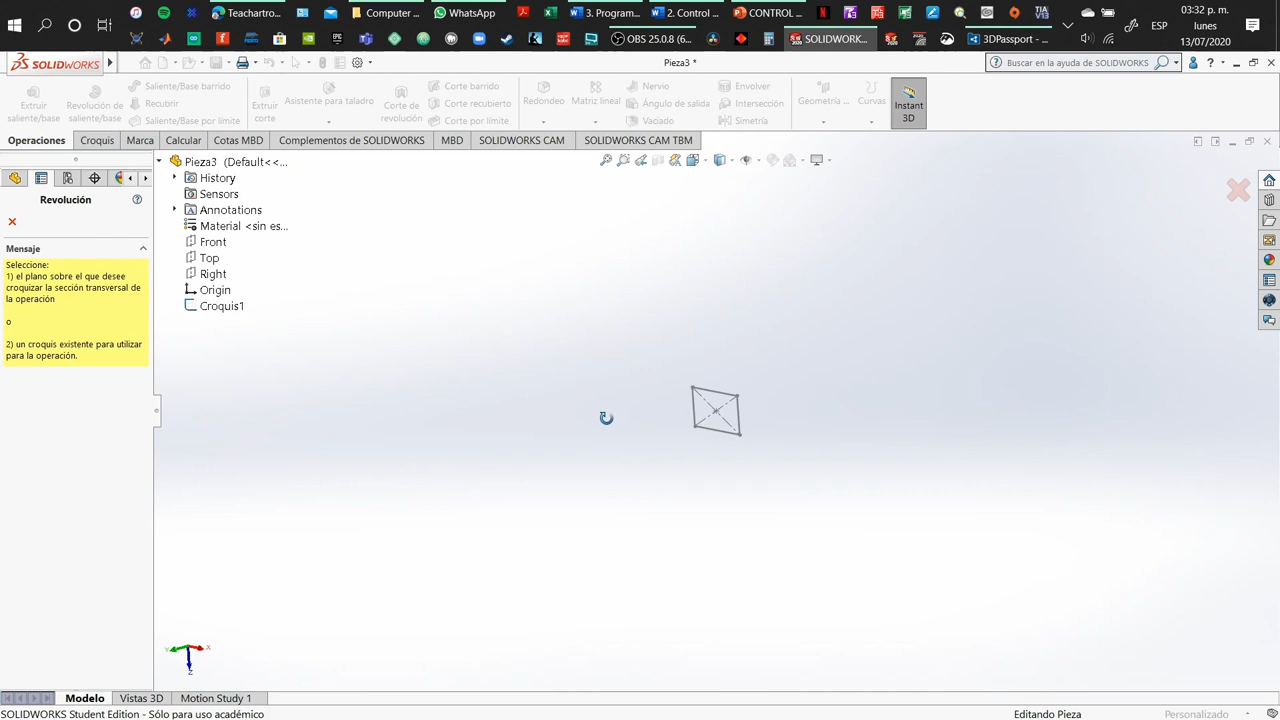 Teachartro...
Computer ...
WhatsApp
3. Program...
2. Control ...
CONTROL ...
TIA V13
ESP
03:32 p. m.
lunes
13/07/2020
OBS 25.0.8 (6...
SOLIDWORK...
3DPassport - ...
SOLIDWORKS
Pieza3 *
Buscar en la ayuda de SOLIDWORKS
Extruir saliente/base
Revolución de saliente/base
Saliente/Base barrido
Recubrir
Saliente/Base por límite
Extruir corte
Asistente para taladro
Corte de revolución
Corte barrido
Corte recubierto
Corte por límite
Redondeo
Matriz lineal
Nervio
Ángulo de salida
Vaciado
Envolver
Intersección
Simetría
Geometría ...
Curvas
Instant 3D
Operaciones
Croquis
Marca
Calcular
Cotas MBD
Complementos de SOLIDWORKS
MBD
SOLIDWORKS CAM
SOLIDWORKS CAM TBM
Revolución
Mensaje
Seleccione:
1) el plano sobre el que desee
croquizar la sección transversal de
la operación
o
2) un croquis existente para utilizar
para la operación.
Pieza3 (Default<<...
History
Sensors
Annotations
Material <sin es...
Front
Top
Right
Origin
Croquis1
Y
X
Z
Modelo
Vistas 3D
Motion Study 1
SOLIDWORKS Student Edition - Sólo para uso académico
Editando Pieza
Personalizado